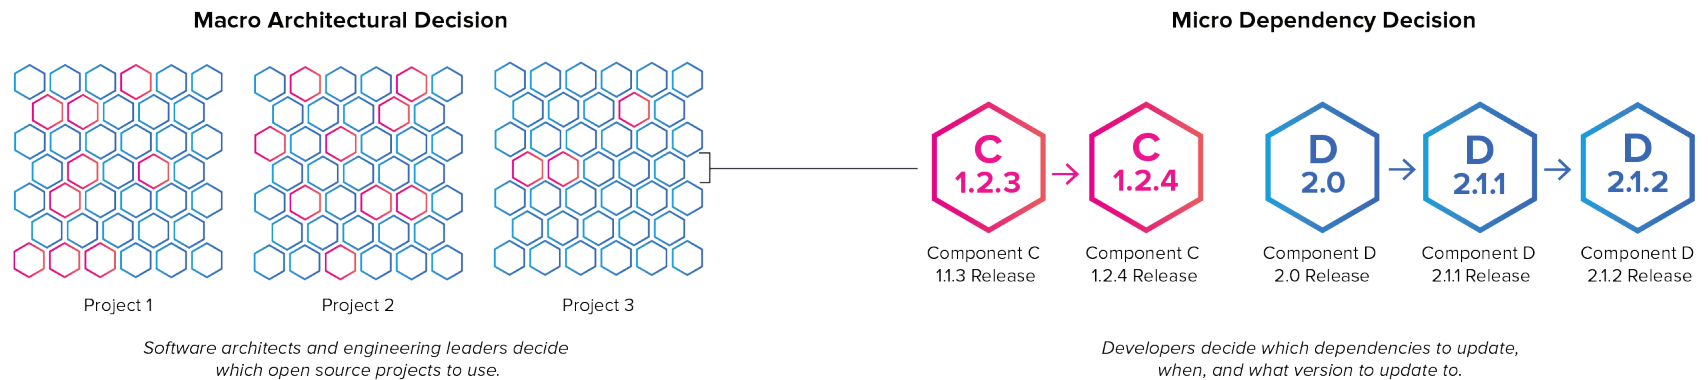 Macro Architectural Decision
Project 1
Project 2
Project 3
Software architects and engineering leaders decide
which open source projects to use.
Micro Dependency Decision
C
1.2.3
C
1.2.4
D
2.0
D
2.1.1
D
2.1.2
Component C
1.1.3 Release
Component C
1.2.4 Release
Component D
2.0 Release
Component D
2.1.1 Release
Component D
2.1.2 Release
Developers decide which dependencies to update,
when, and what version to update to.